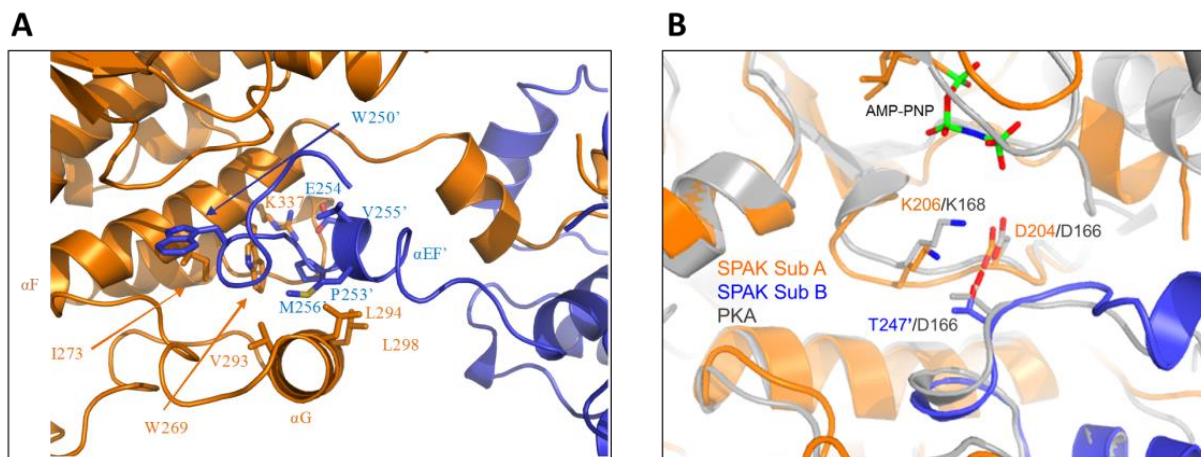 A
W250'
K337
E254
V255'
αEF'
αF
M256
P253'
L294
I273
V293
L298
W269
αG
B
AMP-PNP
K206/K168
D204/D166
SPAK Sub A
SPAK Sub B
PKA
T247'/D166